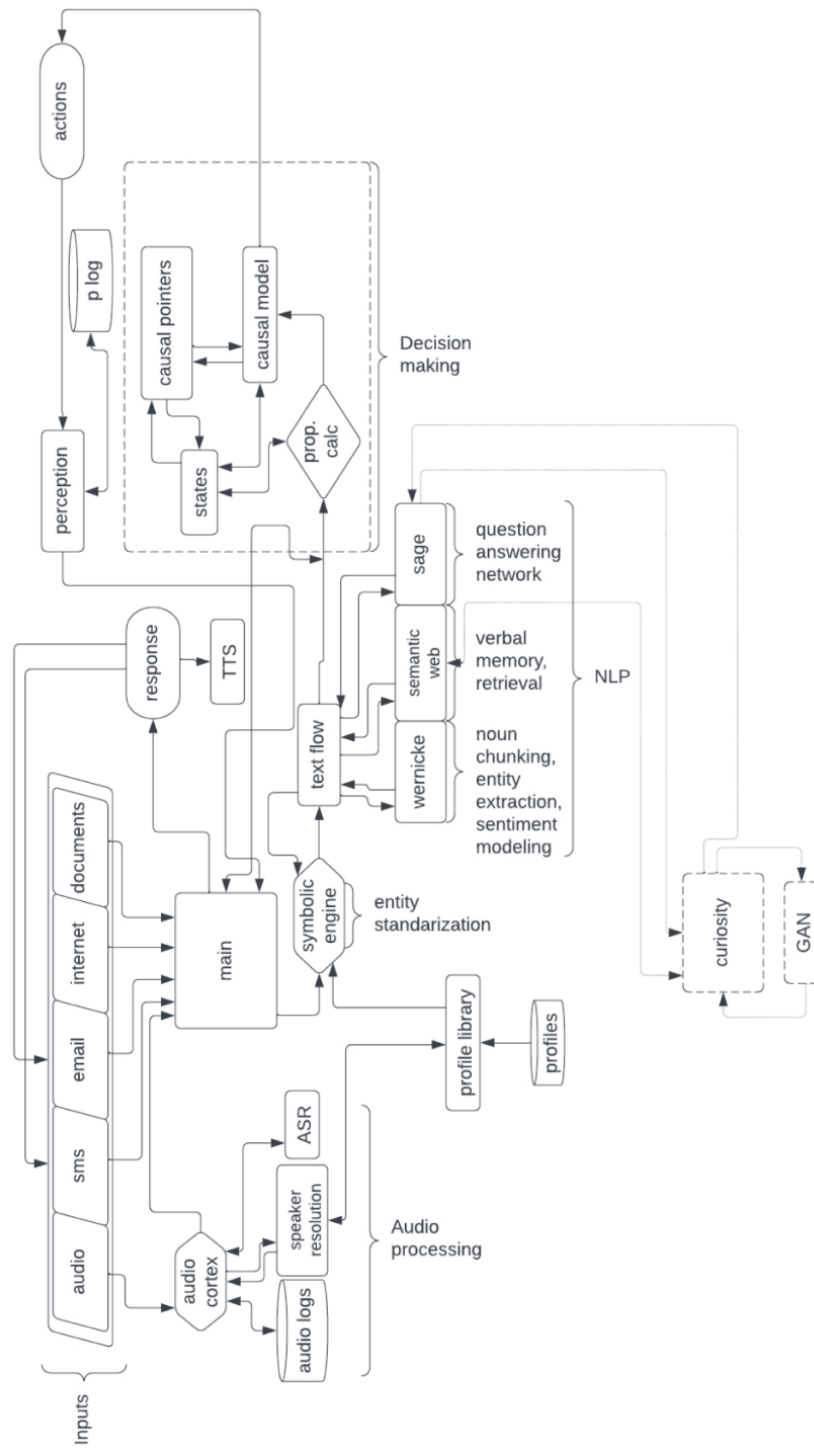 Inputs
audio
sms
email
internet
documents
audio
cortex
audio logs
speaker
resolution
ASR
Audio
processing
main
response
TTS
profile library
profiles
symbolic
engine
entity
standarization
text flow
wernicke
semantic
web
sage
noun
chunking,
entity
extraction,
sentiment
modeling
verbal
memory,
retrieval
question
answering
network
NLP
perception
p log
actions
states
causal pointers
causal model
prop.
calc
Decision
making
curiosity
GAN